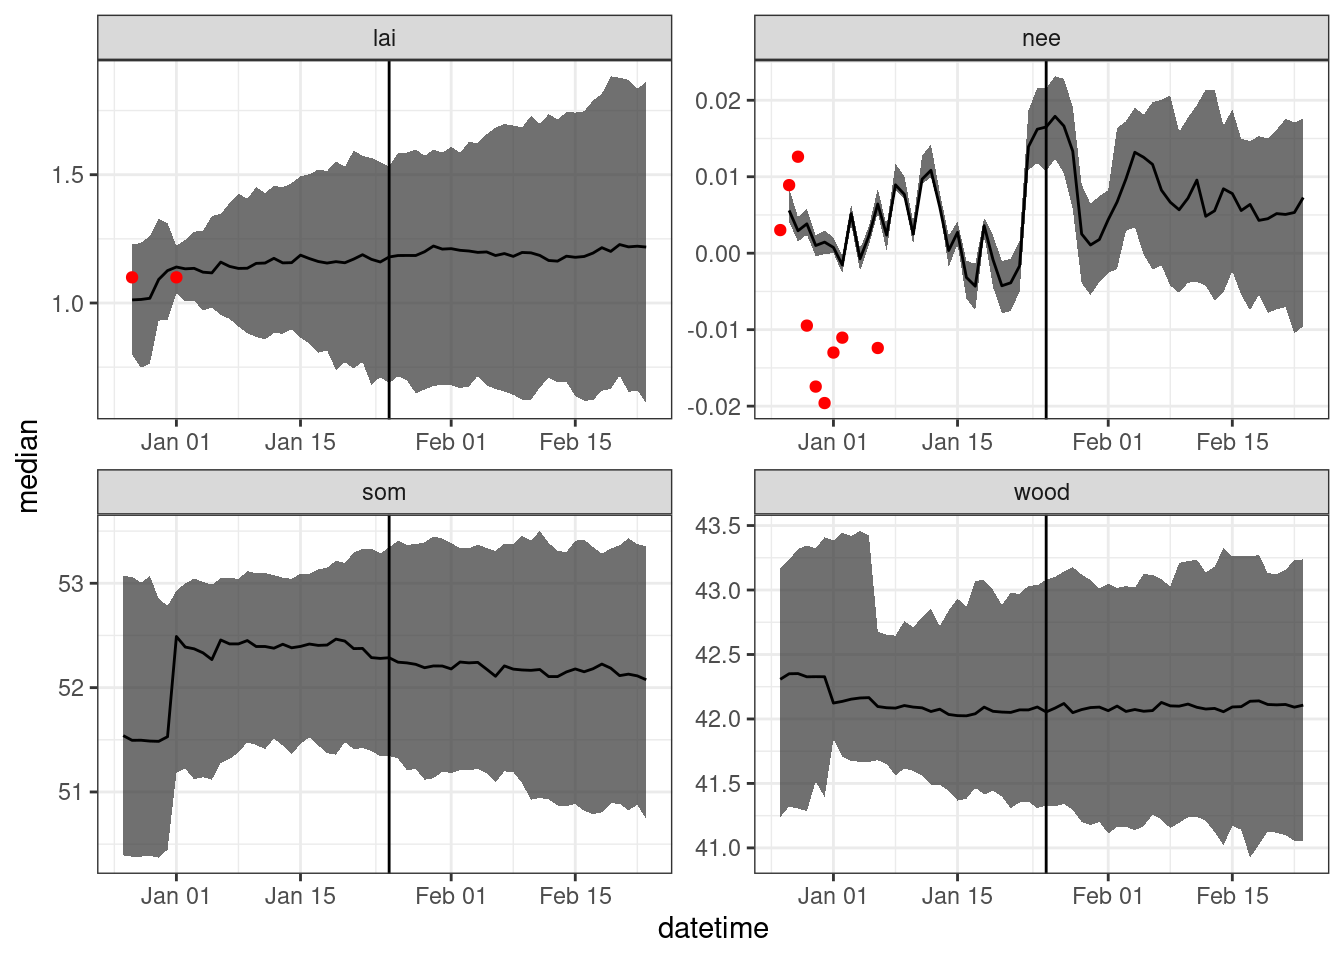 lai
nee
1.5
1.0
0.02
0.01
0.00
-0.01
-0.02
Jan 01 Jan 15 Feb 01 Feb 15
Jan 01 Jan 15 Feb 01 Feb 15
median
som
wood
53
52
51
43.5
43.0
42.5
42.0
41.5
41.0
Jan 01 Jan 15 Feb 01 Feb 15
Jan 01 Jan 15 Feb 01 Feb 15
datetime